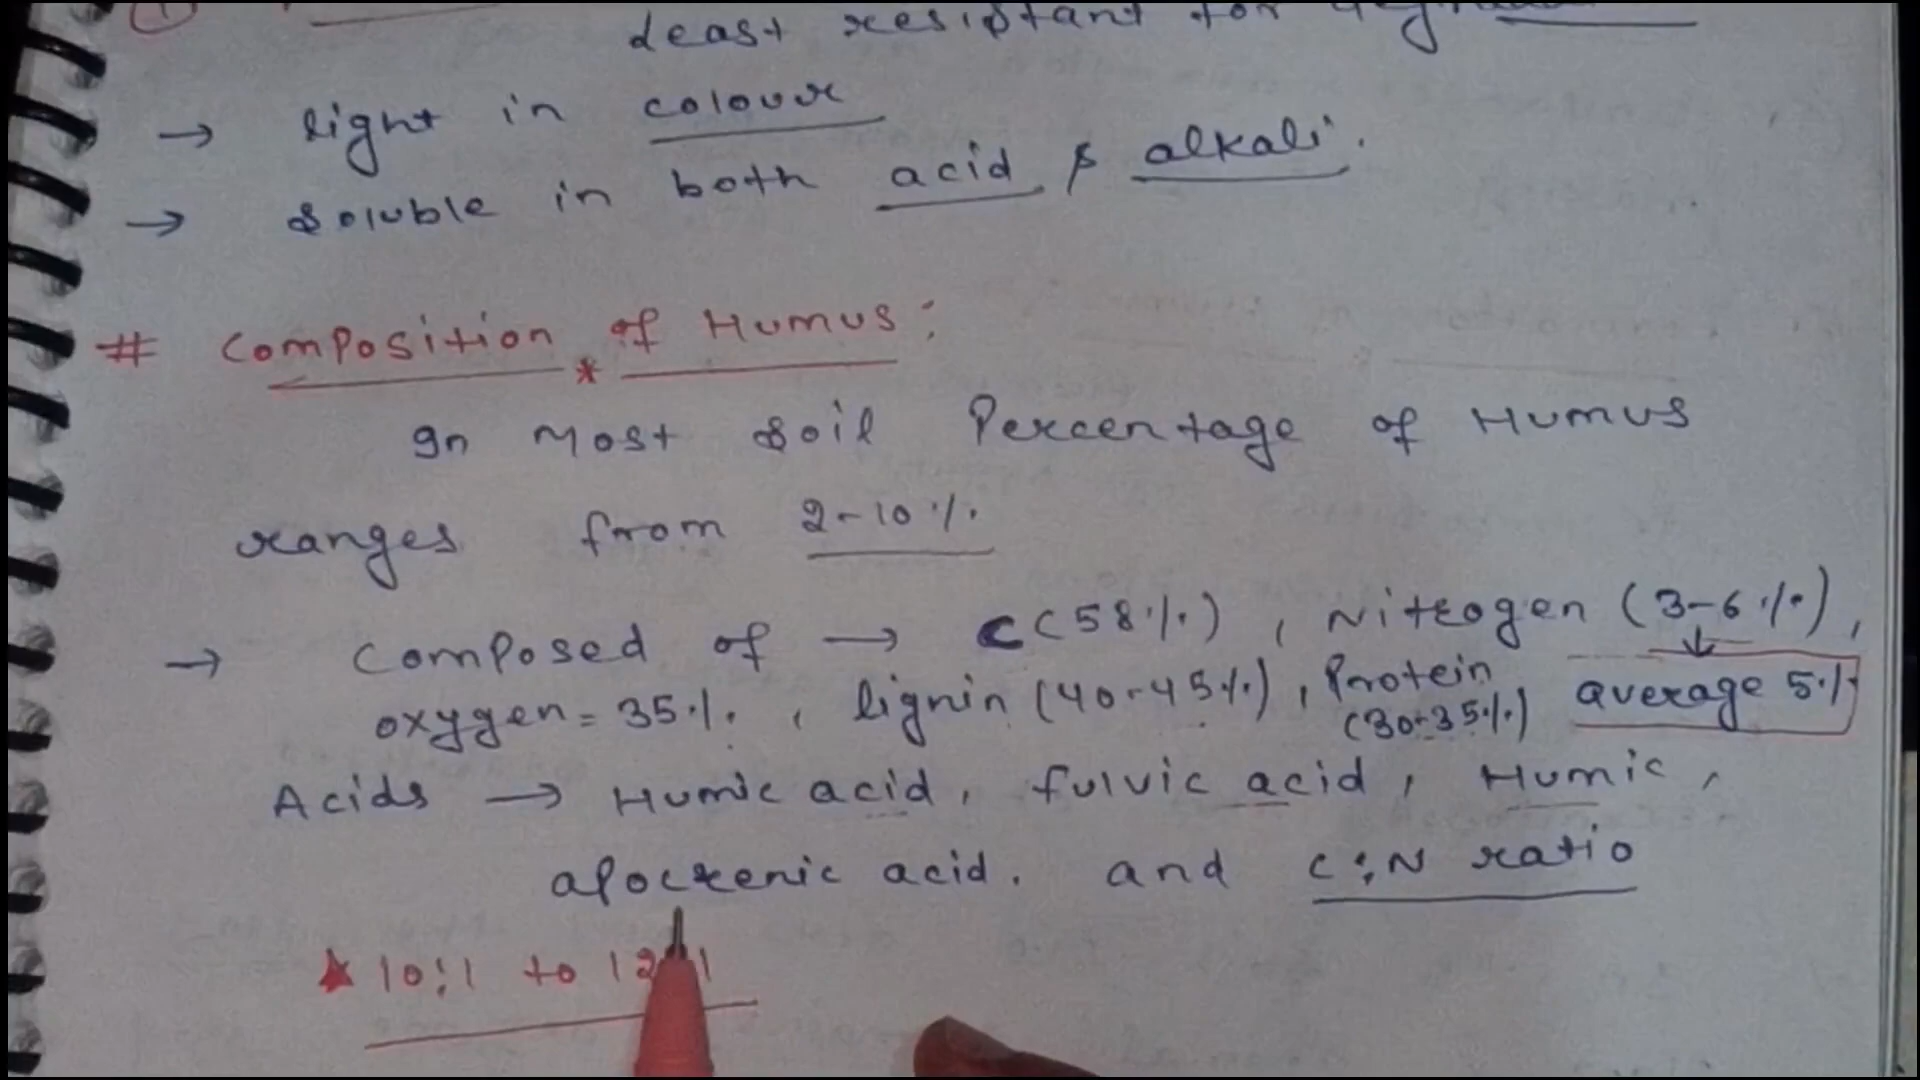 Least resistant for
→ light in colour
→ Soluble in both acid & alkali.
# Composition of Humus:
*
In Most Soil Percentage of Humus
ranges from 2-10%
→ Composed of → C (58%), Nitrogen (3-6%),
oxygen = 35%, lignin (40-45%), Protein (30-35%) average 5%
Acids → Humic acid, fulvic acid, Humic,
apocrenic acid. and C:N ratio
★ 10:1 to 12:1